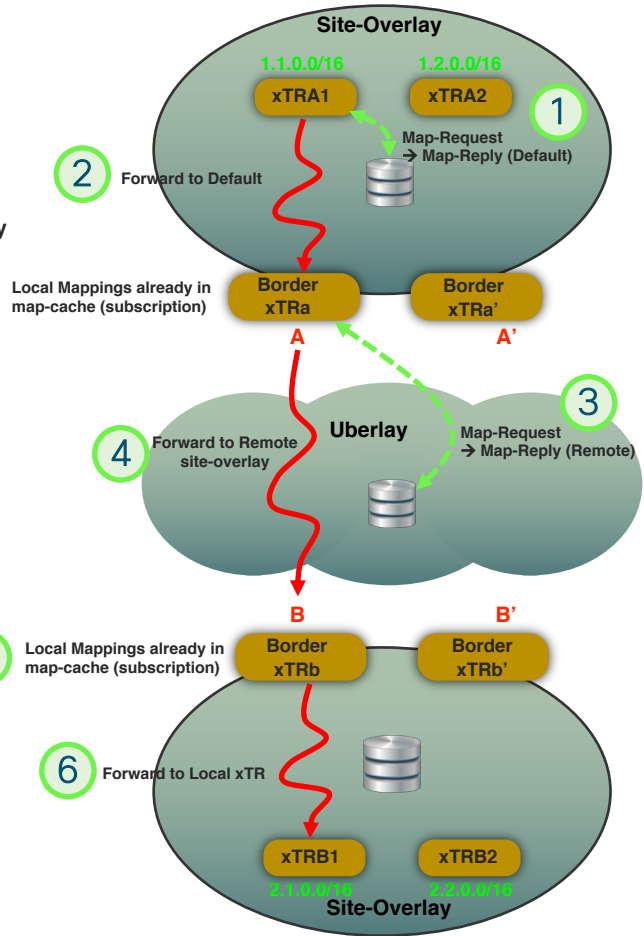 Site-Overlay
1.1.0.0/16
1.2.0.0/16
xTRA1
xTRA2
1
Map-Request
→ Map-Reply (Default)
2
Forward to Default
y
Local Mappings already in
map-cache (subscription)
Border
xTRa
Border
xTRa'
A
A'
3
Uberlay
Map-Request
→ Map-Reply (Remote)
4
Forward to Remote
site-overlay
B
B'
Local Mappings already in
map-cache (subscription)
Border
xTRb
Border
xTRb'
6
Forward to Local xTR
xTRB1
xTRB2
2.1.0.0/16
2.2.0.0/16
Site-Overlay